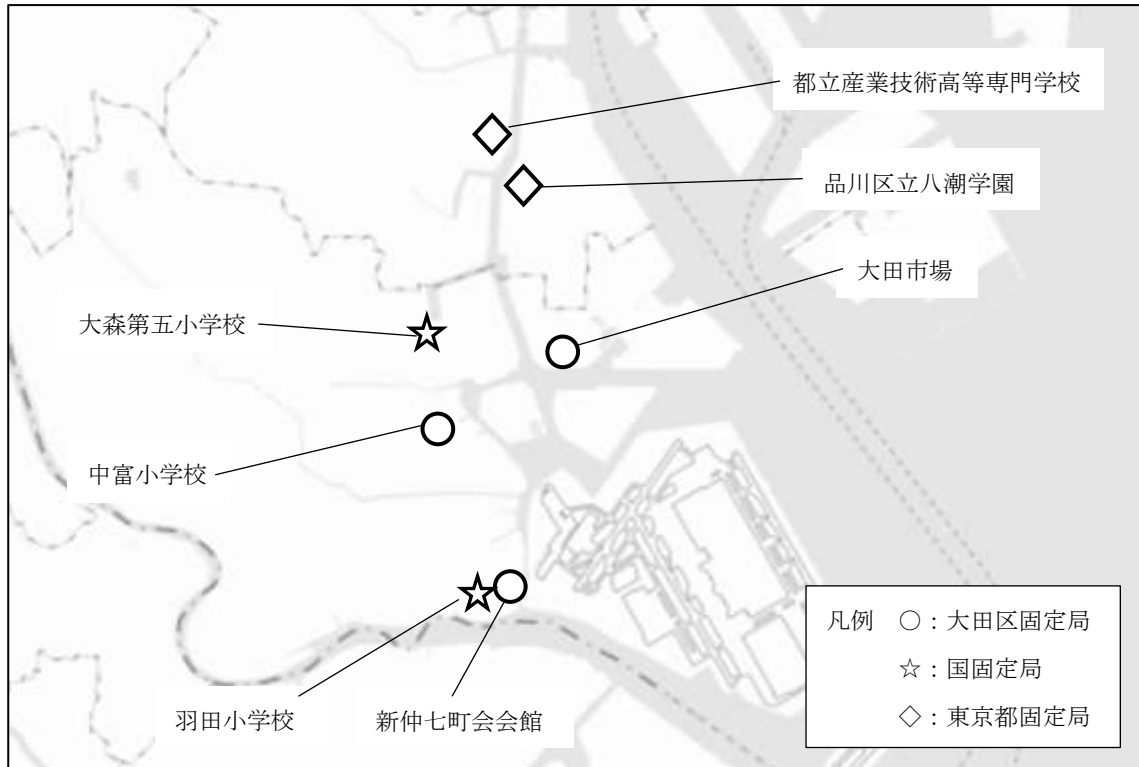 都立産業技術高等専門学校
品川区立八潮学園
大田市場
大森第五小学校
中富小学校
羽田小学校
新仲七町会会館
凡例 ○:大田区固定局
☆:国固定局
◇:東京都固定局